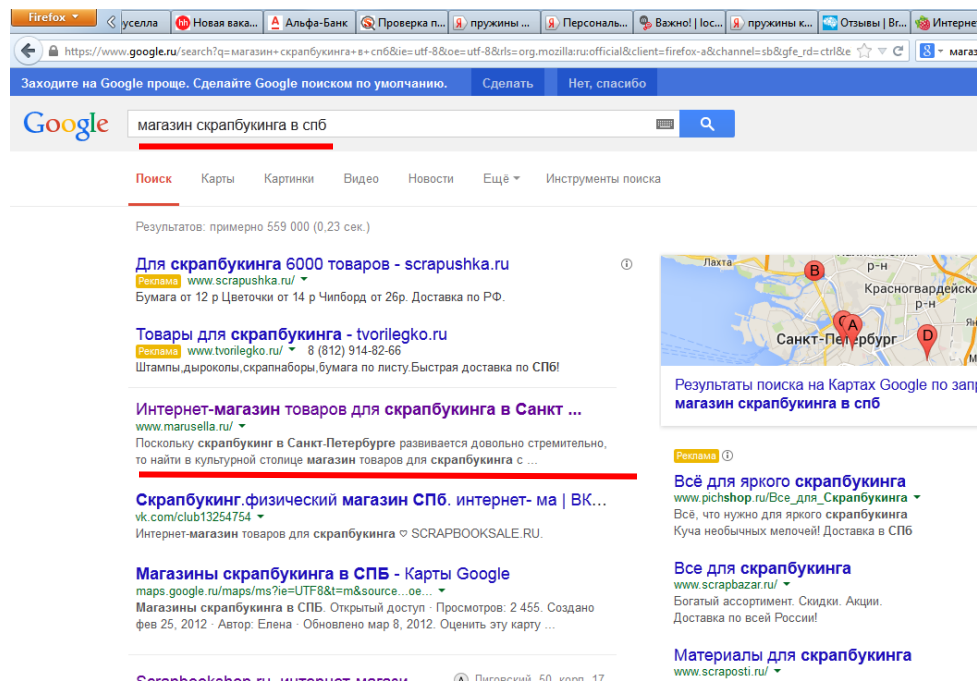 Firefox
уселла
hh Новая вака...
Альфа-Банк
Проверка п...
пружины ...
Персональ...
Важно! | loc...
пружины к...
Отзывы | Br...
Интерне
https://www.google.ru/search?q=магазин+скрапбукинга+в+спб&ie=utf-8&oe=utf-8&rls=org.mozilla:ru:official&client=firefox-a&channel=sb&gfe_rd=ctrl&e
8
магаз
Заходите на Google проще. Сделайте Google поиском по умолчанию.
Сделать
Нет, спасибо
Google
магазин скрапбукинга в спб
Поиск
Карты
Картинки
Видео
Новости
Ещё
Инструменты поиска
Результатов: примерно 559 000 (0,23 сек.)
Для скрапбукинга 6000 товаров - scrapushka.ru
Реклама www.scrapushka.ru/
Бумага от 12 р Цветочки от 14 р Чипборд от 26р. Доставка по РФ.
Товары для скрапбукинга - tvorilegko.ru
Реклама www.tvorilegko.ru/ 8 (812) 914-82-66
Штампы,дыроколы,скрапнаборы,бумага по листу.Быстрая доставка по СПб!
Интернет-магазин товаров для скрапбукинга в Санкт ...
www.marusella.ru/
Поскольку скрапбукинг в Санкт-Петербурге развивается довольно стремительно,
то найти в культурной столице магазин товаров для скрапбукинга с ...
Скрапбукинг.физический магазин СПб. интернет- ма | ВК...
vk.com/club13254754
Интернет-магазин товаров для скрапбукинга ♡ SCRAPBOOKSALE.RU.
Магазины скрапбукинга в СПБ - Карты Google
maps.google.ru/maps/ms?ie=UTF8&t=m&source...oe...
Магазины скрапбукинга в СПБ. Открытый доступ · Просмотров: 2 455. Создано
фев 25, 2012 · Автор: Елена · Обновлено мар 8, 2012. Оценить эту карту ...
Scrapbookshop.ru, интернет-магази...
A Лиговский, 50, корп. 17
Лахта
р-н
B
Красногвардейски
р-н
C
A
Санкт-Петербург
D
Результаты поиска на Картах Google по зап
магазин скрапбукинга в спб
Реклама
Всё для яркого скрапбукинга
www.pichshop.ru/Все_для_Скрапбукинга
Всё, что нужно для яркого скрапбукинга
Куча необычных мелочей! Доставка в СПб
Все для скрапбукинга
www.scrapbazar.ru/
Богатый ассортимент. Скидки. Акции.
Доставка по всей России!
Материалы для скрапбукинга
www.scraposti.ru/